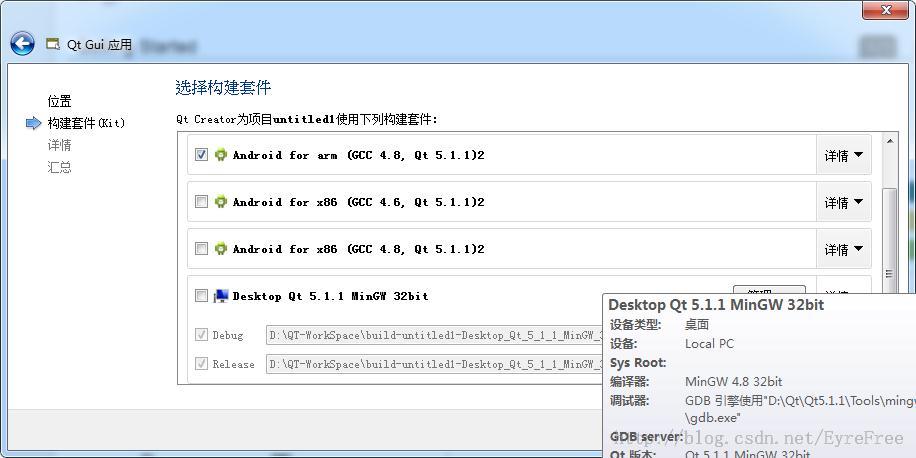 Qt Gui 应用
位置
构建套件(Kit)
详情
汇总
选择构建套件
Qt Creator为项目untitled1使用下列构建套件：
Android for arm (GCC 4.8, Qt 5.1.1)2
详情
Android for x86 (GCC 4.6, Qt 5.1.1)2
详情
Android for x86 (GCC 4.8, Qt 5.1.1)2
详情
Desktop Qt 5.1.1 MinGW 32bit
Debug
D:\QT-WorkSpace\build-untitled1-Desktop_Qt_5_1_1_MinGW_3
Release
D:\QT-WorkSpace\build-untitled1-Desktop_Qt_5_1_1_MinGW_3
Desktop Qt 5.1.1 MinGW 32bit
设备类型: 桌面
设备: Local PC
Sys Root:
编译器: MinGW 4.8 32bit
调试器: GDB 引擎使用"D:\Qt\Qt5.1.1\Tools\mingw
\gdb.exe"
GDB server:
http://blog.csdn.net/EyreFree
Qt 版本: Qt 5.1.1 MinGW 32bit